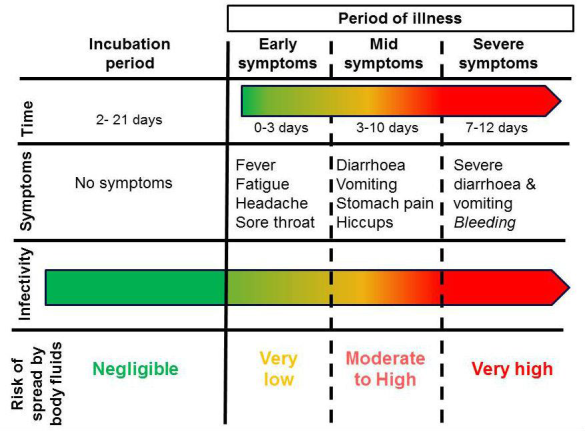 Period of illness
Incubation
period
Early
symptoms
Mid
symptoms
Severe
symptoms
Time
2- 21 days
0-3 days
3-10 days
7-12 days
Symptoms
No symptoms
Fever
Fatigue
Headache
Sore throat
Diarrhoea
Vomiting
Stomach pain
Hiccups
Severe
diarrhoea &
vomiting
Bleeding
Infectivity
Risk of
spread by
body fluids
Negligible
Very
low
Moderate
to High
Very high